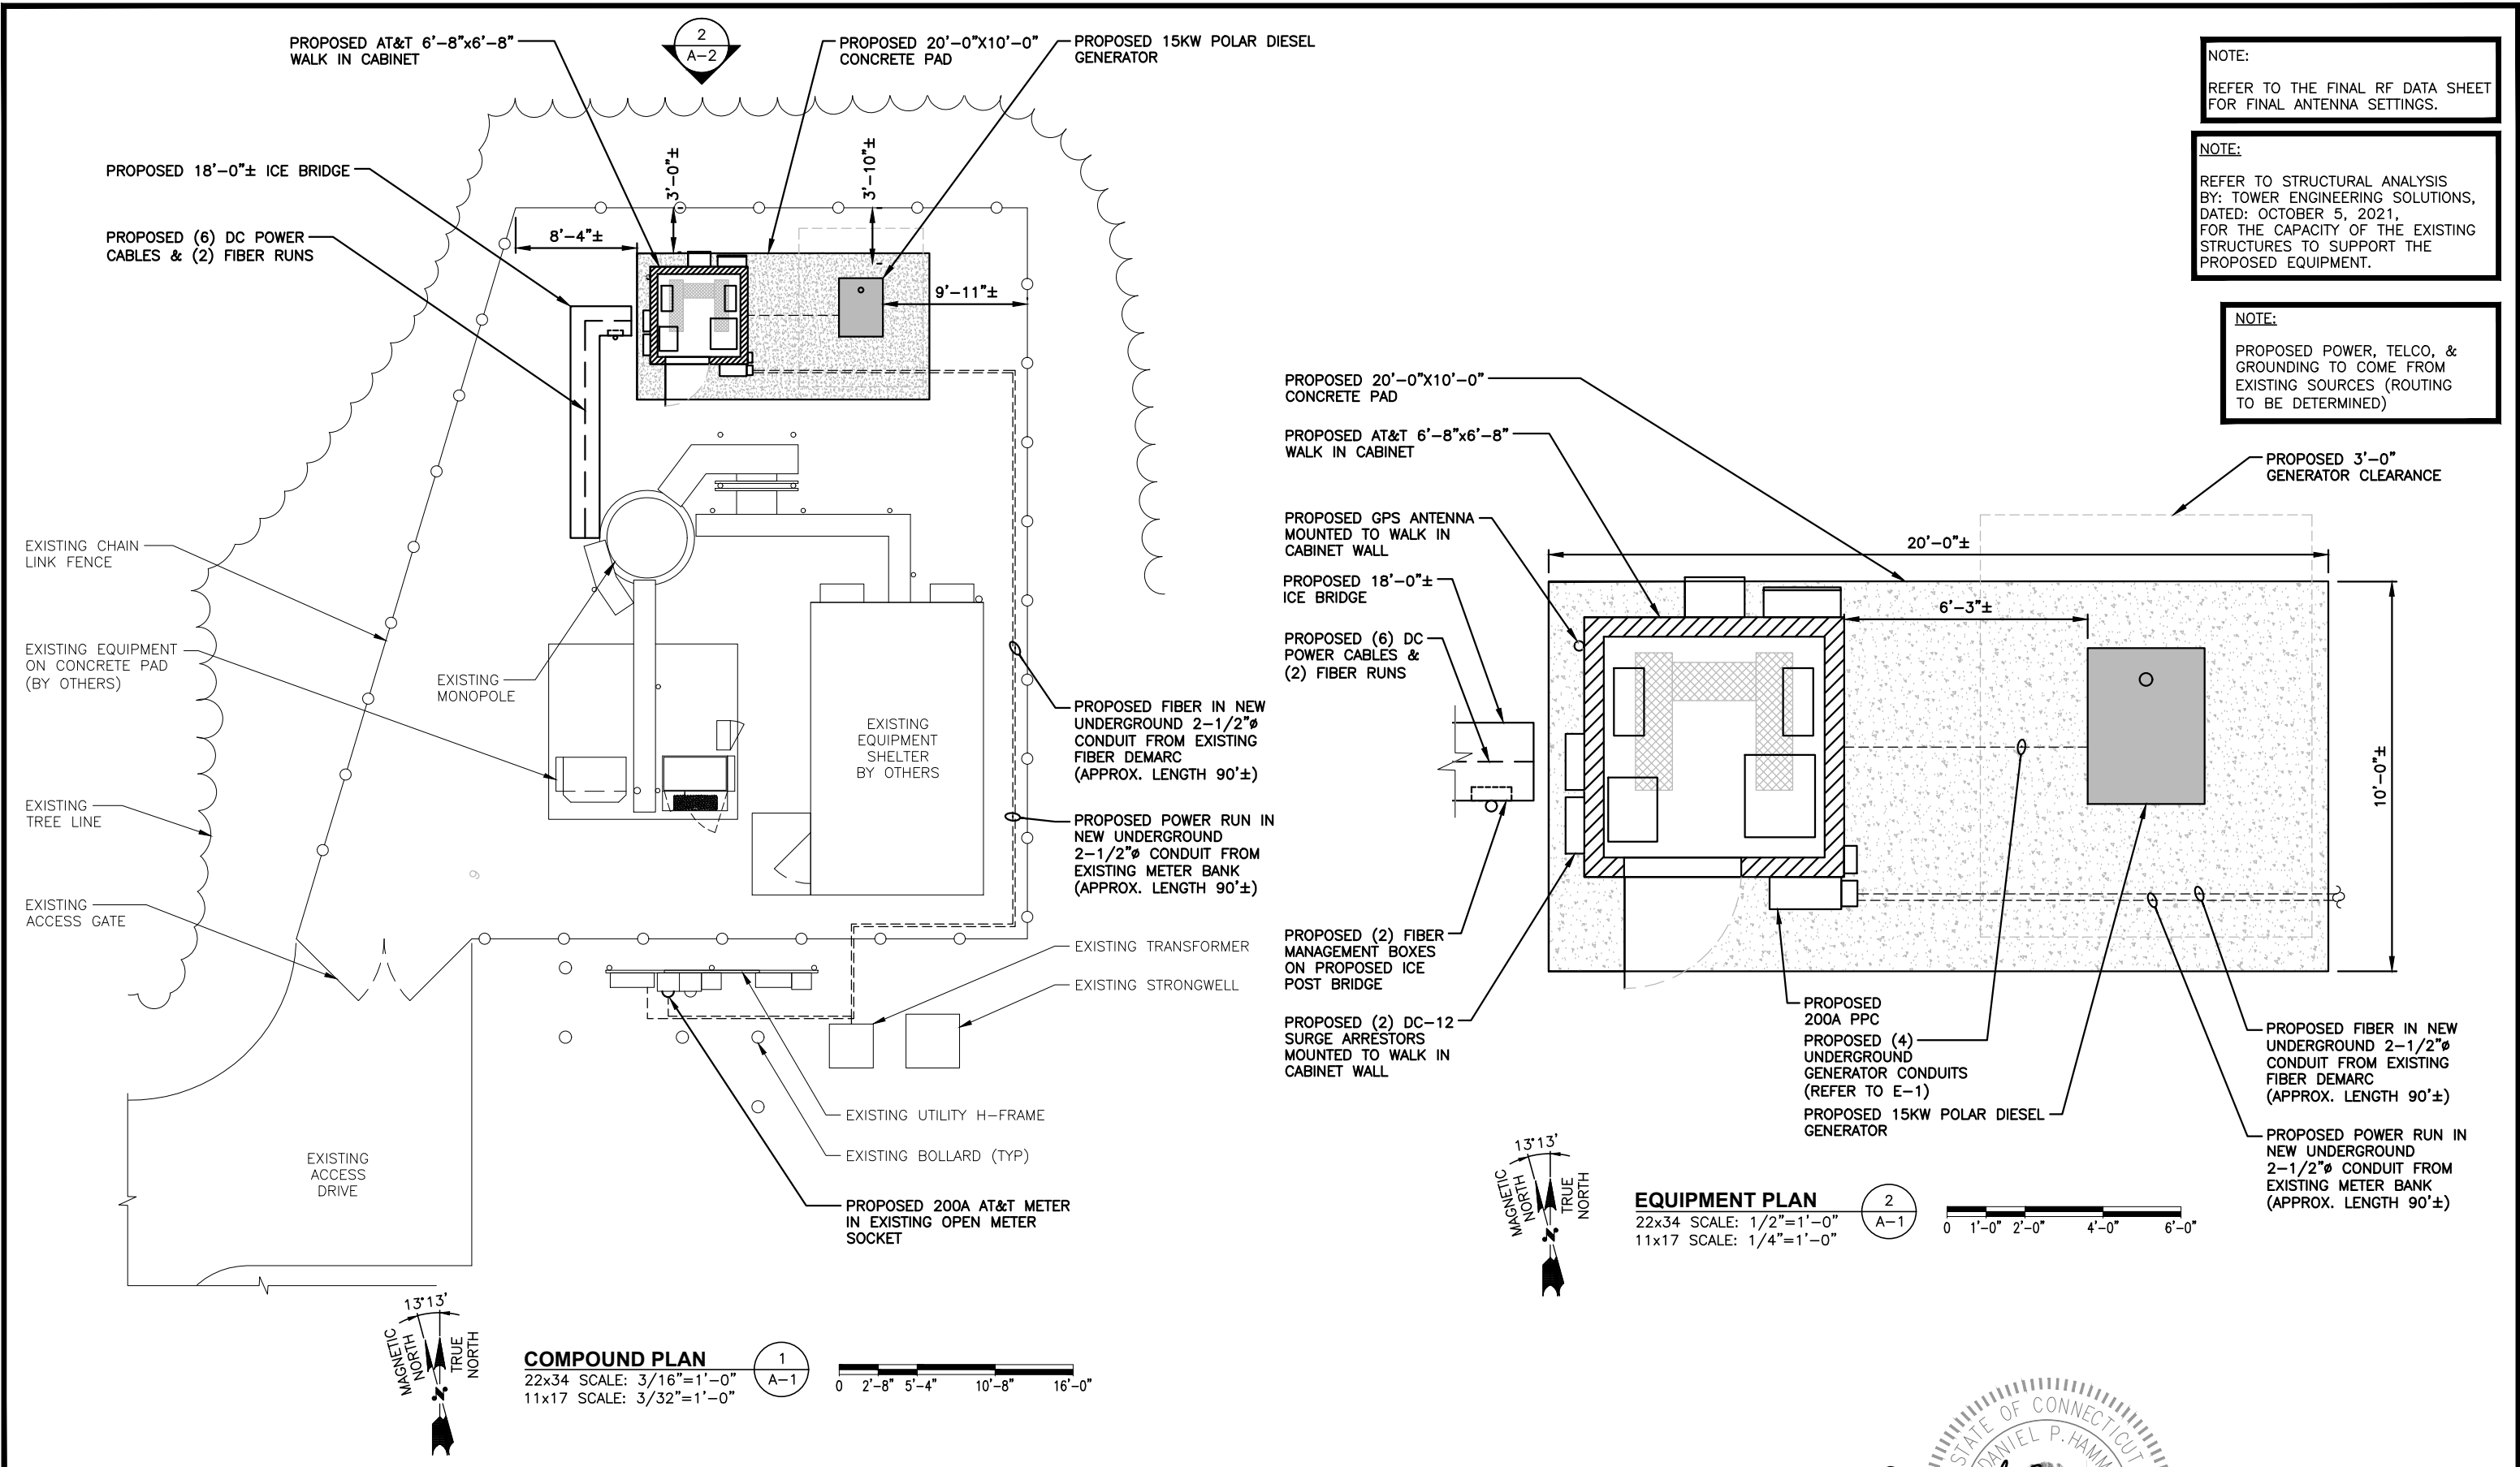 PROPOSED AT&T 6'-8"x6'-8"
WALK IN CABINET
2
A-2
PROPOSED 20'-0"X10'-0"
CONCRETE PAD
PROPOSED 15KW POLAR DIESEL
GENERATOR
PROPOSED 18'-0"± ICE BRIDGE
PROPOSED (6) DC POWER
CABLES & (2) FIBER RUNS
3'-0"±
3'-10"±
8'-4"±
9'-11"±
EXISTING CHAIN
LINK FENCE
EXISTING EQUIPMENT
ON CONCRETE PAD
(BY OTHERS)
EXISTING
MONOPOLE
EXISTING
EQUIPMENT
SHELTER
BY OTHERS
PROPOSED FIBER IN NEW
UNDERGROUND 2-1/2"ø
CONDUIT FROM EXISTING
FIBER DEMARC
(APPROX. LENGTH 90'±)
PROPOSED POWER RUN IN
NEW UNDERGROUND
2-1/2"ø CONDUIT FROM
EXISTING METER BANK
(APPROX. LENGTH 90'±)
EXISTING
TREE LINE
EXISTING
ACCESS GATE
EXISTING TRANSFORMER
EXISTING STRONGWELL
EXISTING UTILITY H-FRAME
EXISTING BOLLARD (TYP)
PROPOSED 200A AT&T METER
IN EXISTING OPEN METER
SOCKET
EXISTING
ACCESS
DRIVE
13°13'
MAGNETIC
NORTH
TRUE
NORTH
N
COMPOUND PLAN
22x34 SCALE: 3/16"=1'-0"
11x17 SCALE: 3/32"=1'-0"
1
A-1
0 2'-8" 5'-4" 10'-8" 16'-0"
NOTE:
REFER TO THE FINAL RF DATA SHEET
FOR FINAL ANTENNA SETTINGS.
NOTE:
REFER TO STRUCTURAL ANALYSIS
BY: TOWER ENGINEERING SOLUTIONS,
DATED: OCTOBER 5, 2021,
FOR THE CAPACITY OF THE EXISTING
STRUCTURES TO SUPPORT THE
PROPOSED EQUIPMENT.
NOTE:
PROPOSED POWER, TELCO, &
GROUNDING TO COME FROM
EXISTING SOURCES (ROUTING
TO BE DETERMINED)
PROPOSED 20'-0"X10'-0"
CONCRETE PAD
PROPOSED AT&T 6'-8"x6'-8"
WALK IN CABINET
PROPOSED 3'-0"
GENERATOR CLEARANCE
PROPOSED GPS ANTENNA
MOUNTED TO WALK IN
CABINET WALL
PROPOSED 18'-0"±
ICE BRIDGE
PROPOSED (6) DC
POWER CABLES &
(2) FIBER RUNS
20'-0"±
6'-3"±
10'-0"±
PROPOSED (2) FIBER
MANAGEMENT BOXES
ON PROPOSED ICE
POST BRIDGE
PROPOSED (2) DC-12
SURGE ARRESTORS
MOUNTED TO WALK IN
CABINET WALL
PROPOSED
200A PPC
PROPOSED (4)
UNDERGROUND
GENERATOR CONDUITS
(REFER TO E-1)
PROPOSED 15KW POLAR DIESEL
GENERATOR
PROPOSED FIBER IN NEW
UNDERGROUND 2-1/2"ø
CONDUIT FROM EXISTING
FIBER DEMARC
(APPROX. LENGTH 90'±)
PROPOSED POWER RUN IN
NEW UNDERGROUND
2-1/2"ø CONDUIT FROM
EXISTING METER BANK
(APPROX. LENGTH 90'±)
13°13'
MAGNETIC
NORTH
TRUE
NORTH
N
EQUIPMENT PLAN
22x34 SCALE: 1/2"=1'-0"
11x17 SCALE: 1/4"=1'-0"
2
A-1
0 1'-0" 2'-0" 4'-0" 6'-0"
STATE OF CONNECTICUT
DANIEL P. HAMM